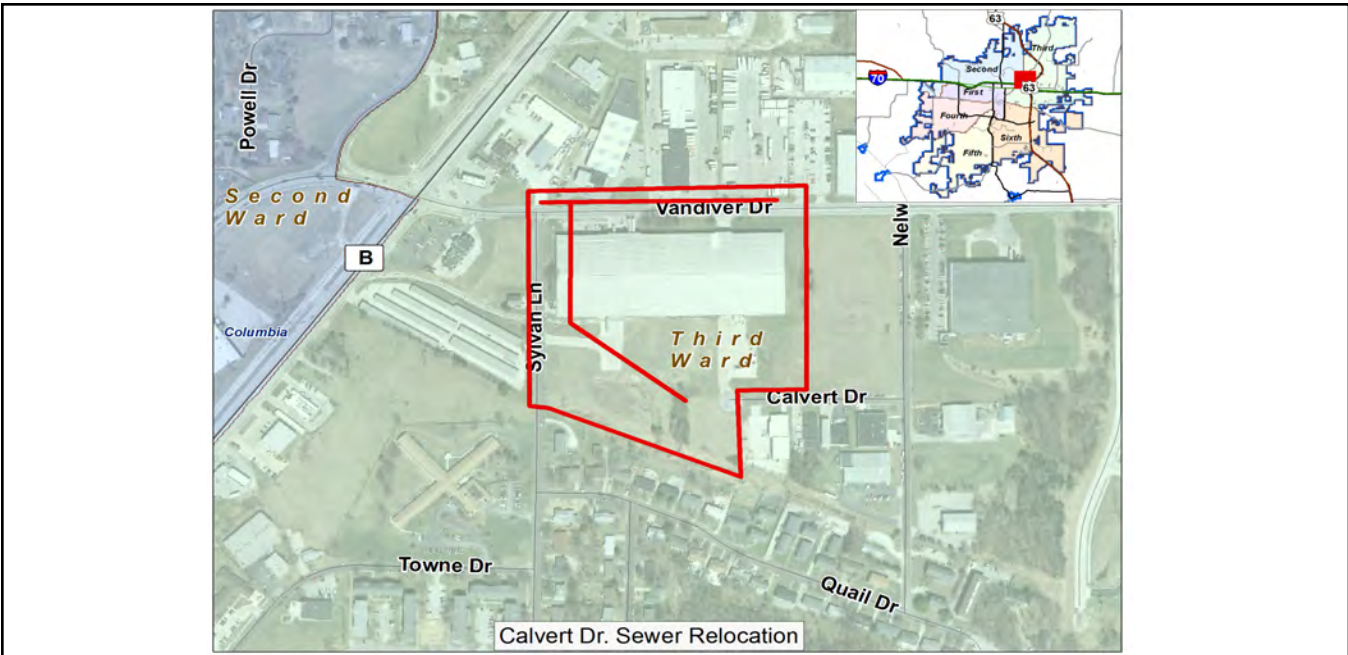 63
Third
Second
70
First
63
Fourth
Sixth
Fifth
Powell Dr
Second
Ward
B
Columbia
Vandiver Dr
Nelw
Sylvan Ln
Third
Ward
Calvert Dr
Towne Dr
Quail Dr
Calvert Dr. Sewer Relocation